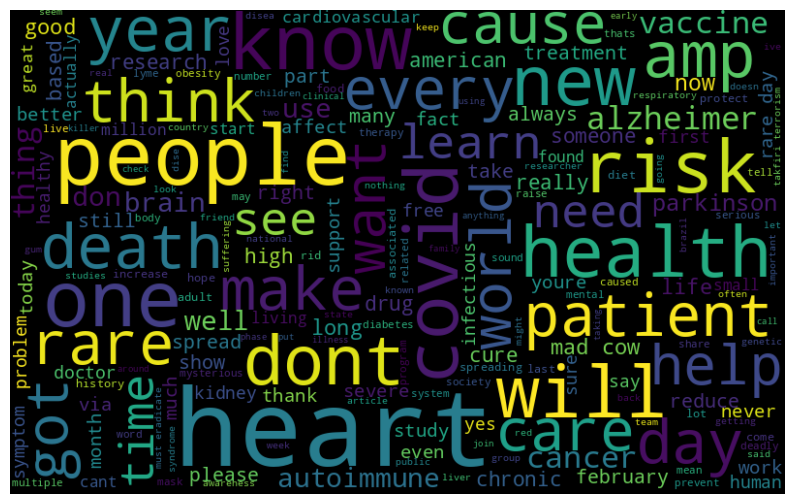 seem
disea
cardiovascular
keep
early
thats
ive
good
year
know
cause
vaccine
love
great
actually
based
research
part
american
treatment
amp
real
lyme
obesity
number
food
clinical
using
every
new
now
doesn
respiratory
protect
better
think
use
children
two
many
fact
always
alzheimer
rare day
takfiri terrorism
live
killer
country
start
affect
million
therapy
learn
someone
first
thing
healthy
people
check
dise
find
look
right
want
nothing
take
found
really
researcher
going
diet
risk
tell
don
brain
may
free
associated
related
raise
need
parkinson
serious
let
still
body
friend
suffering
see
support
anything
gum
death
national
high
rid
covid
family
sound
world
brazil
important
today
studies
increase
hope
make
drug
known
infectious
youre
health
life
small
one
adult
living
diabetes
state
caused
mental
often
call
problem
rare
well
long
phase
put
illness
program
might
taking
patient
genetic
spread
dont
mysterious
around
show
severe
spreading
cure
mad cow
share
help
doctor
history
kidney
thank
society
last
sure
will
say
back
reduce
symptom
got
via
month
time
must eradicate
syndrome
much
heart
article
system
yes
study
join
red
care
team
never
lot
getting
deadly
come
said
word
mask
week
even
group
cancer
day
work
multiple
cant
please
awareness
autoimmune
liver
public
chronic
february
mean
prevent
human